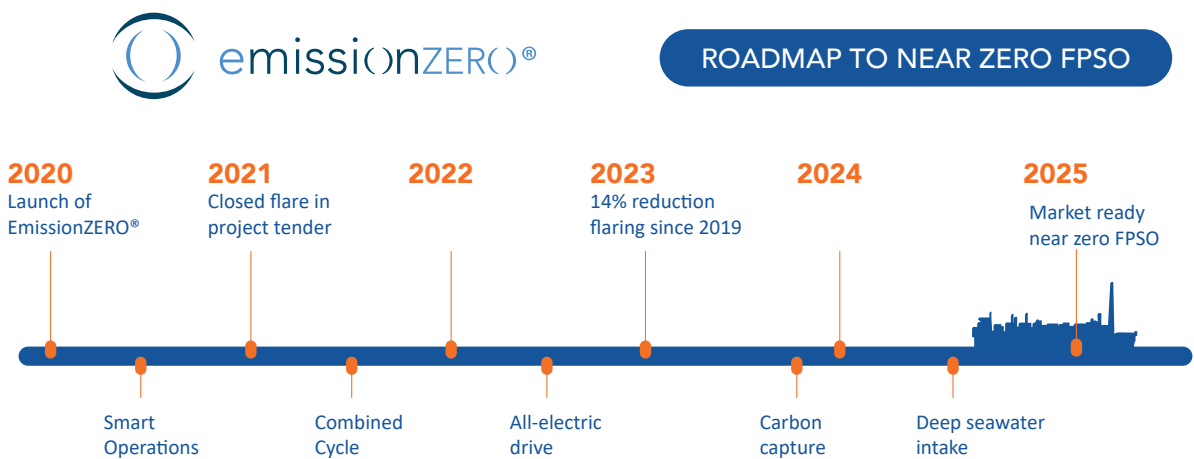 emissionZERO®
ROADMAP TO NEAR ZERO FPSO
2020
Launch of
EmissionZERO®
2021
Closed flare in
project tender
2022
2023
14% reduction
flaring since 2019
2024
2025
Market ready
near zero FPSO
Smart
Operations
Combined
Cycle
All-electric
drive
Carbon
capture
Deep seawater
intake